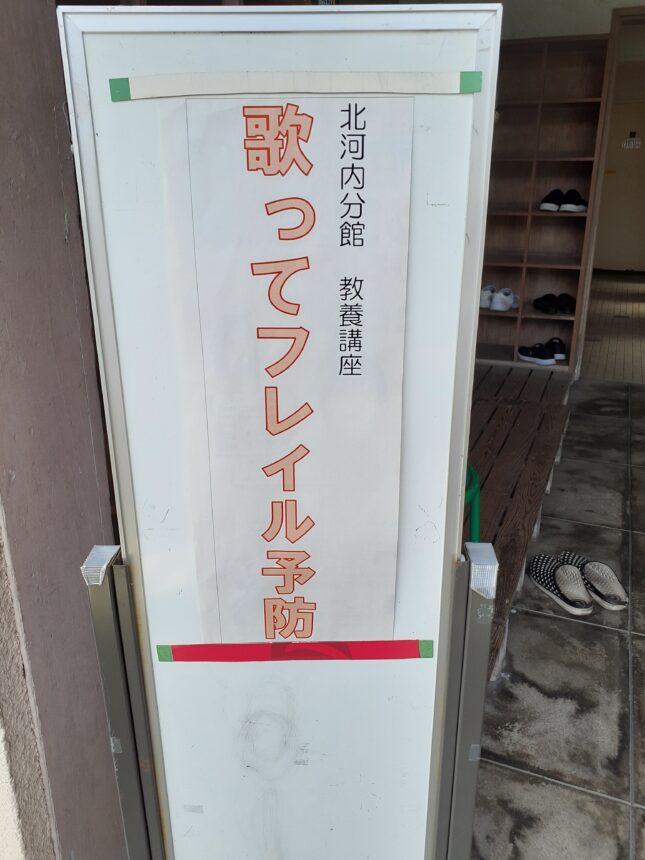 北河内分館　教養講座
歌ってフレイル予防